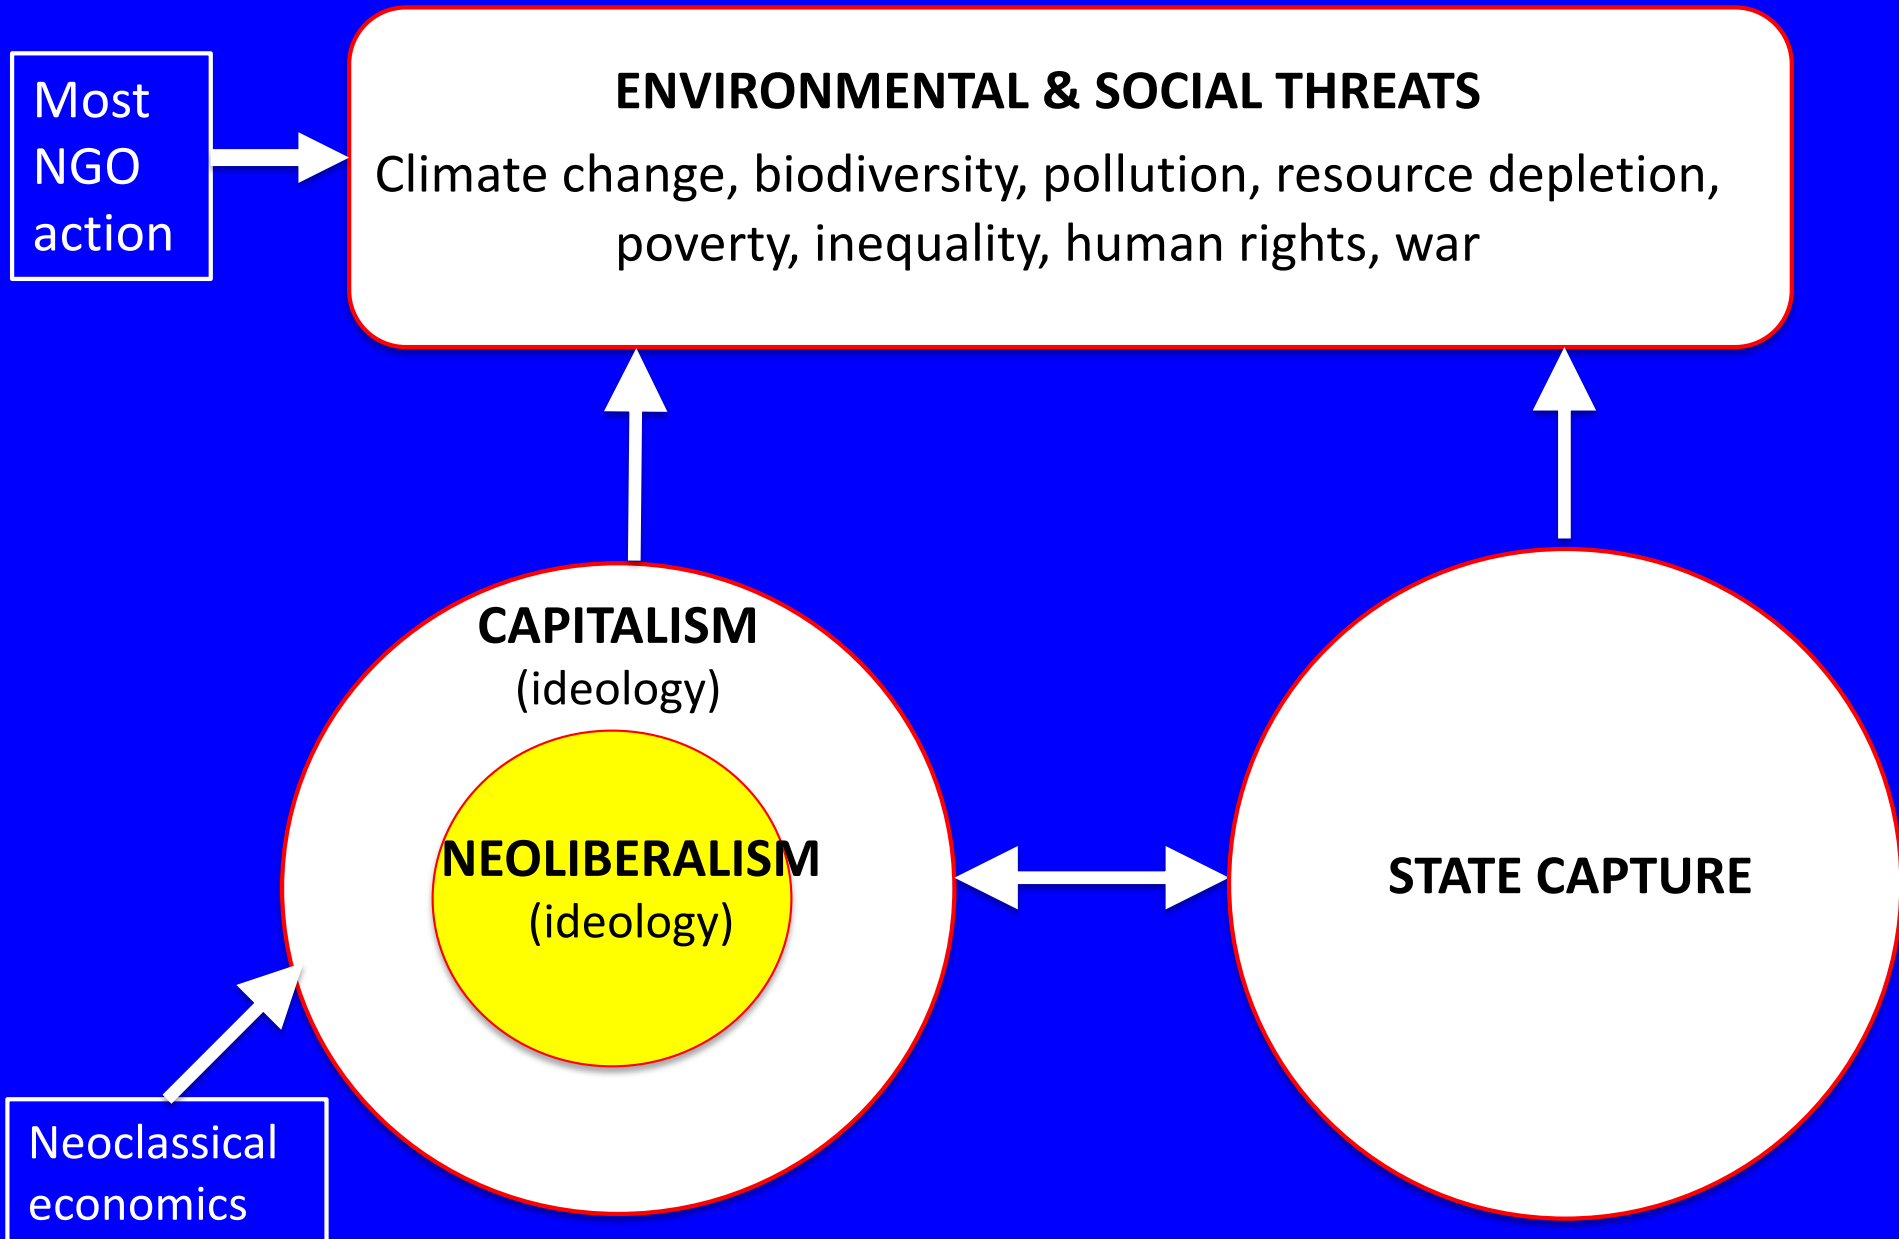 Most
NGO
action
ENVIRONMENTAL & SOCIAL THREATS
Climate change, biodiversity, pollution, resource depletion,
poverty, inequality, human rights, war
CAPITALISM
(ideology)
NEOLIBERALISM
(ideology)
STATE CAPTURE
Neoclassical
economics